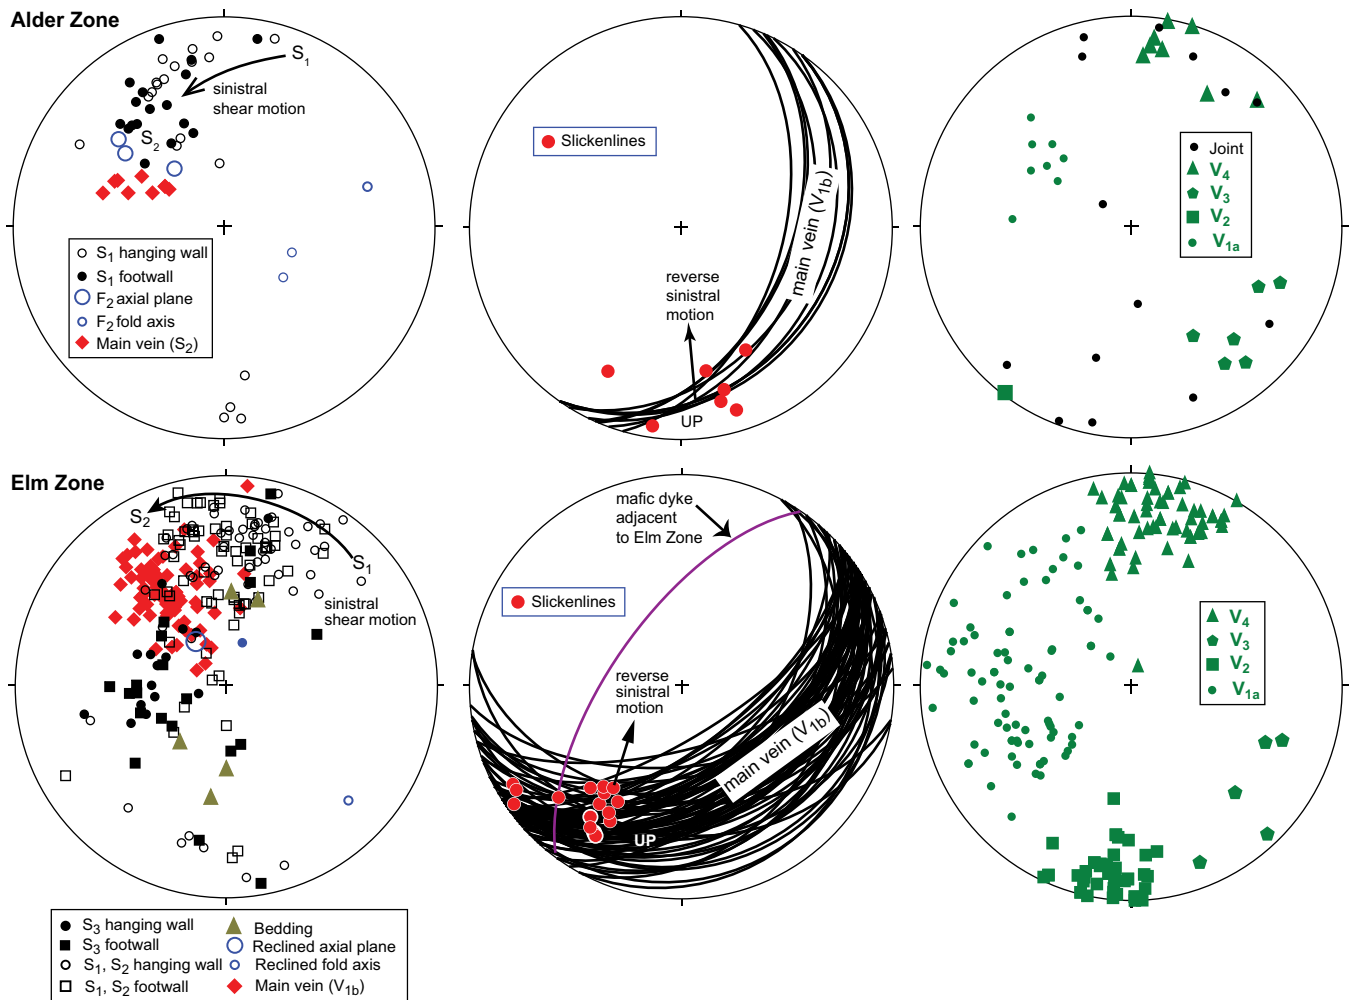 Alder Zone
S1
sinistral
shear motion
S2
S1 hanging wall
S1 footwall
F2 axial plane
F2 fold axis
Main vein (S2)
Slickenlines
main vein (V1b)
reverse
sinistral
motion
UP
Joint
V4
V3
V2
V1a
Elm Zone
S2
S1
sinistral
shear motion
S3 hanging wall
S3 footwall
S1, S2 hanging wall
S1, S2 footwall
Bedding
Reclined axial plane
Reclined fold axis
Main vein (V1b)
mafic dyke
adjacent
to Elm Zone
Slickenlines
reverse
sinistral
motion
main vein (V1b)
UP
V4
V3
V2
V1a